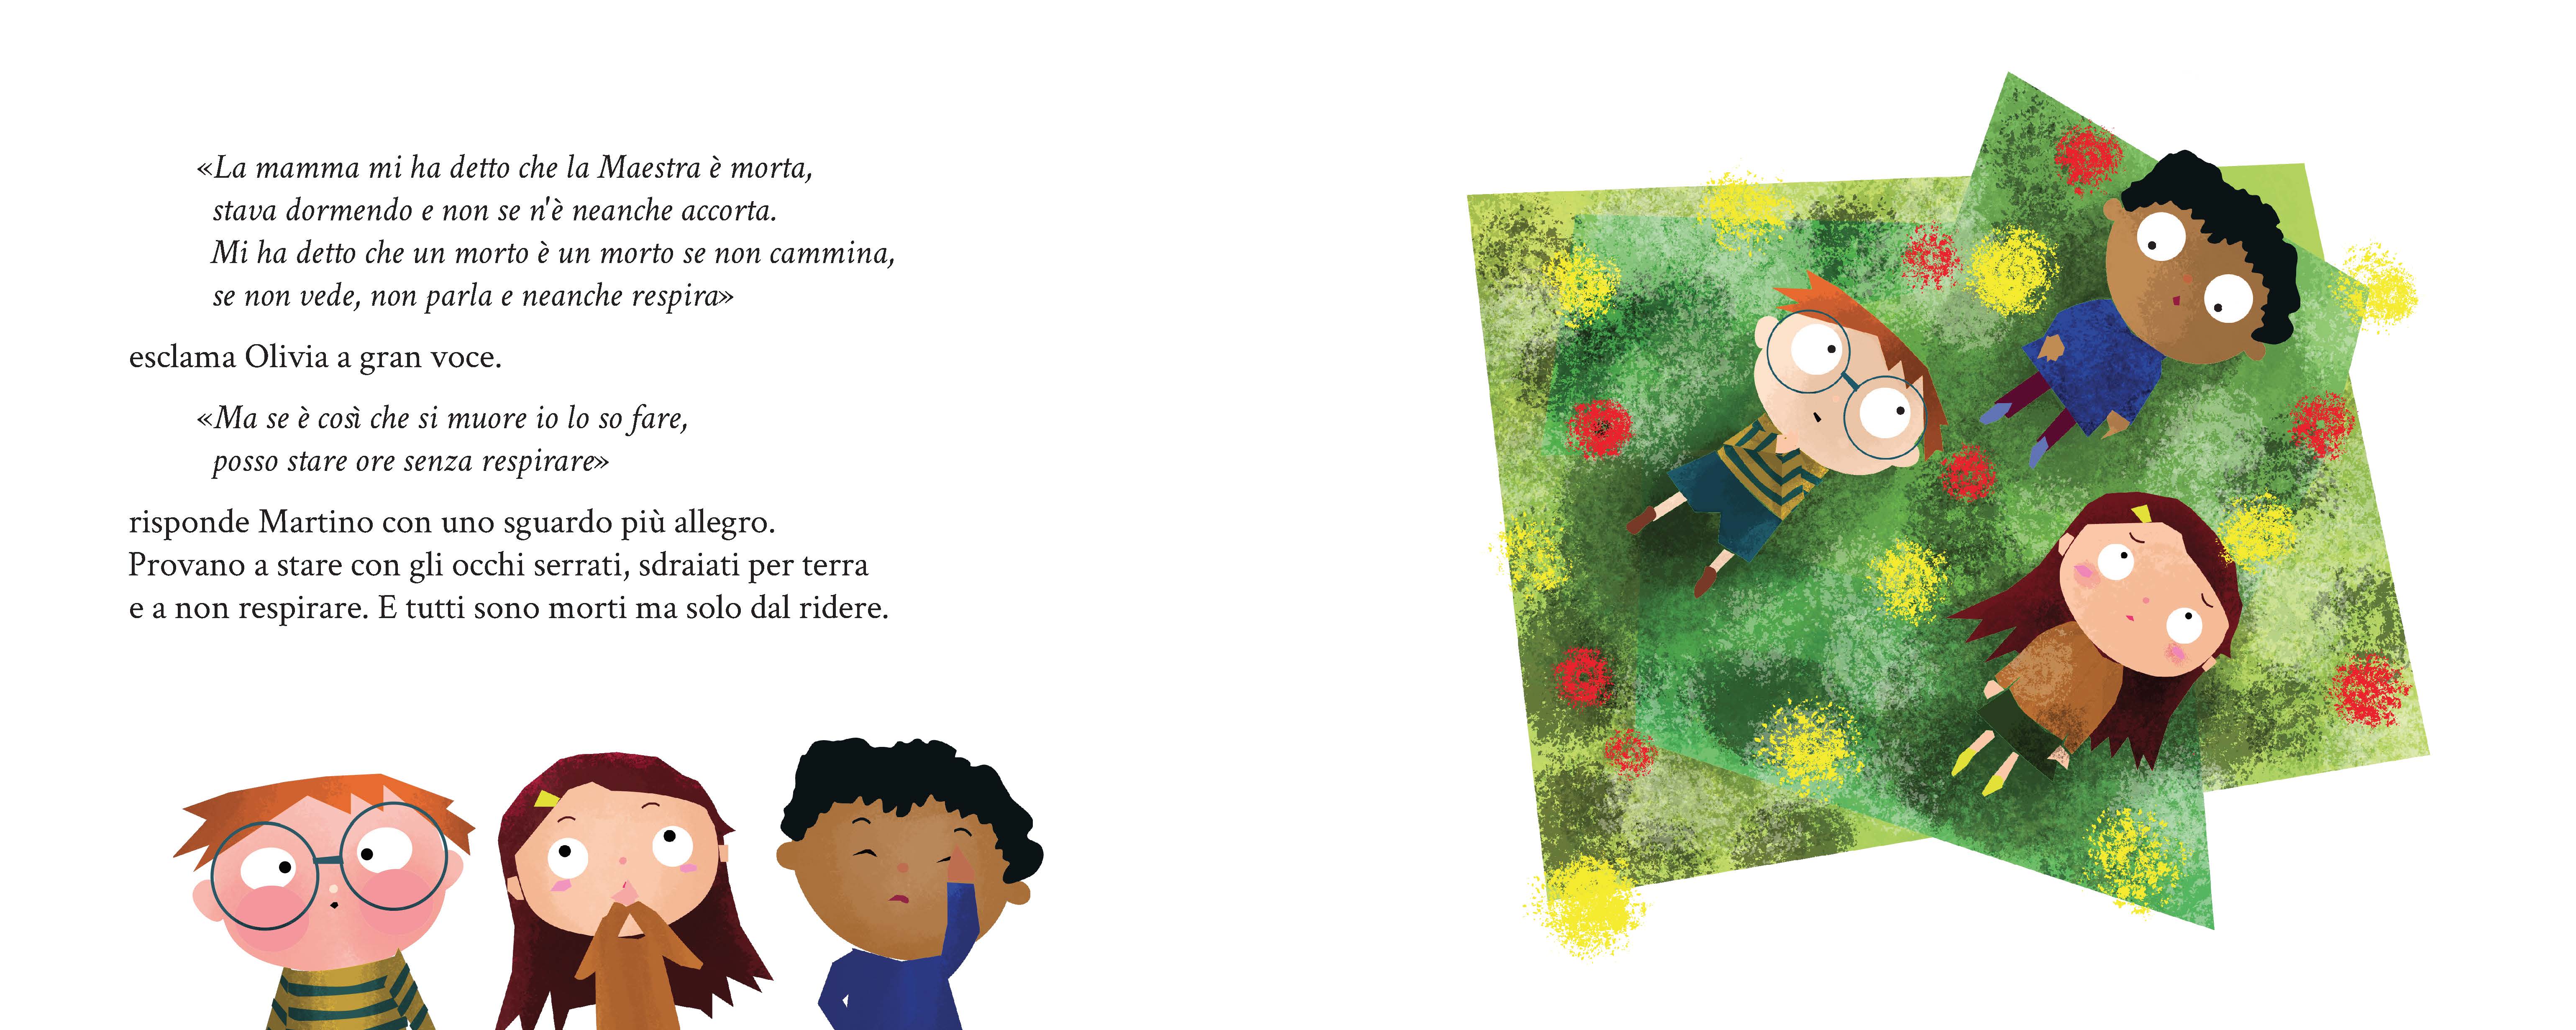 «La mamma mi ha detto che la Maestra è morta,
stava dormendo e non se n'è neanche accorta.
Mi ha detto che un morto è un morto se non cammina,
se non vede, non parla e neanche respira»
esclama Olivia a gran voce.
«Ma se è così che si muore io lo so fare,
posso stare ore senza respirare»
risponde Martino con uno sguardo più allegro.
Provano a stare con gli occhi serrati, sdraiati per terra
e a non respirare. E tutti sono morti ma solo dal ridere.